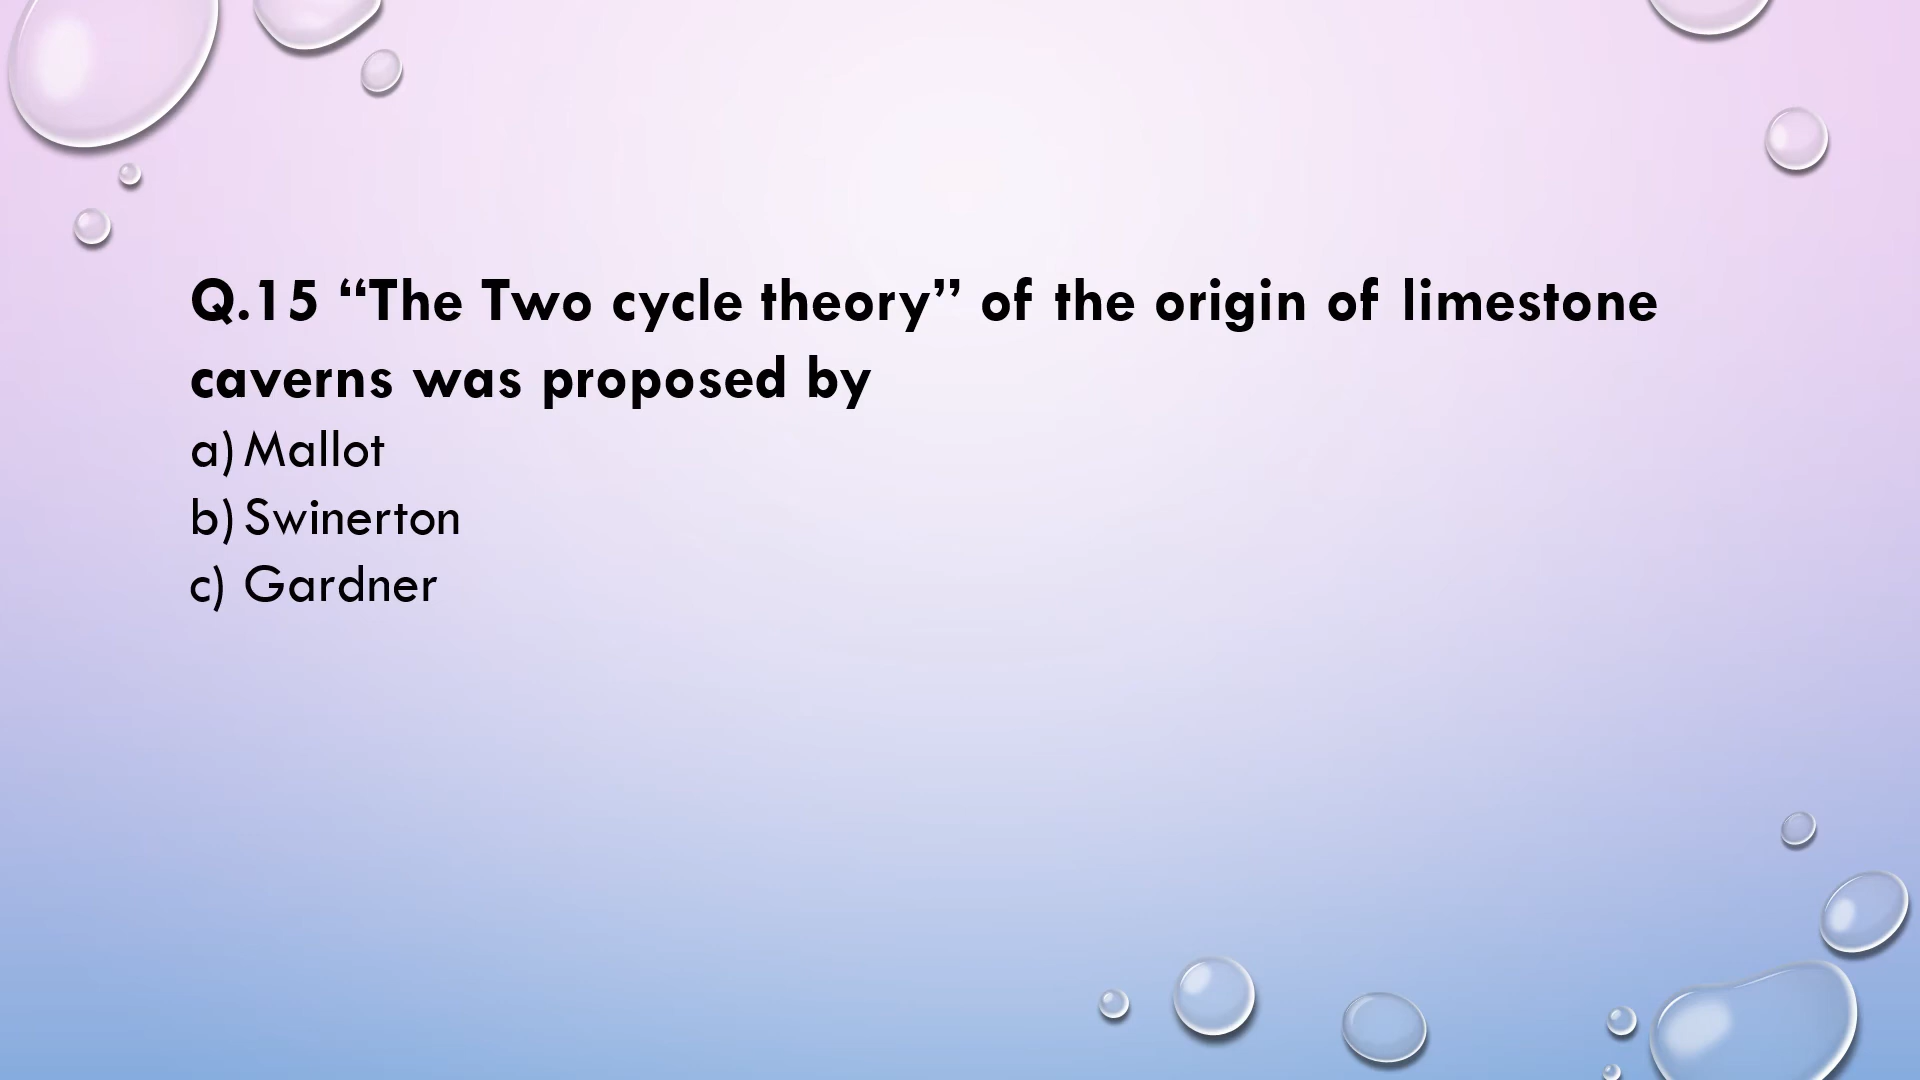 Q.15 “The Two cycle theory” of the origin of limestone
caverns was proposed by
a) Mallot
b) Swinerton
c) Gardner